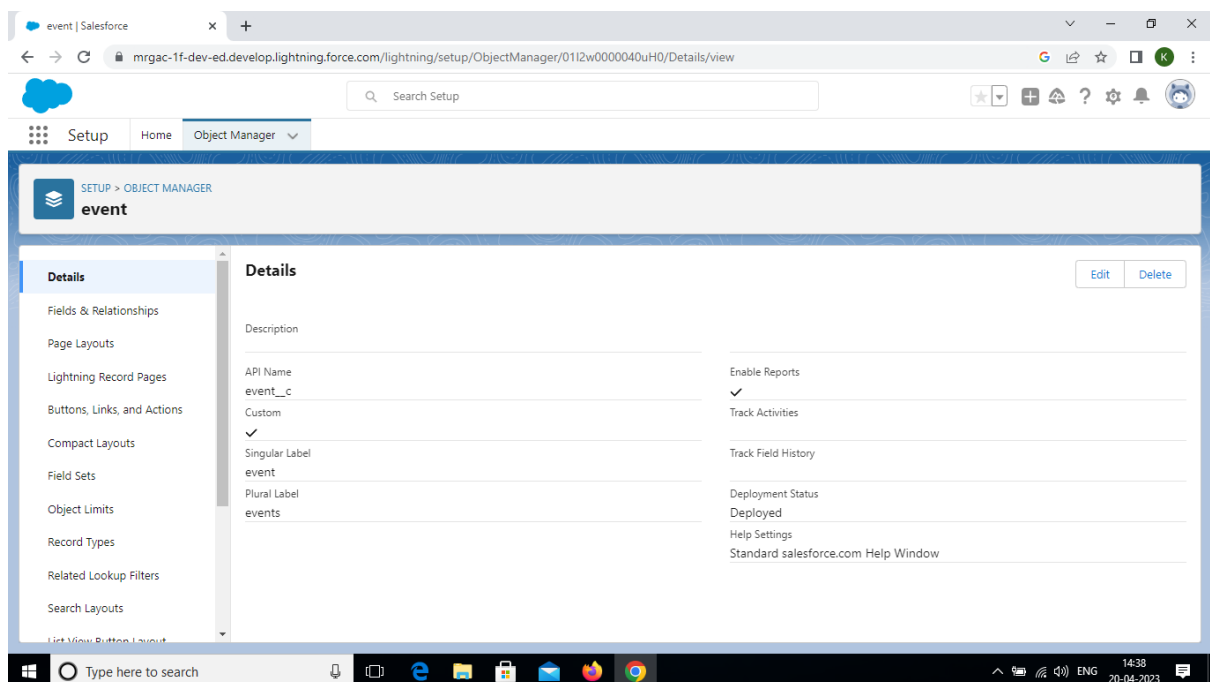 event | Salesforce
mrgac-1f-dev-ed.develop.lightning.force.com/lightning/setup/ObjectManager/01I2w0000040uH0/Details/view
G
K
Search Setup
Setup Home Object Manager
SETUP > OBJECT MANAGER
event
Details
Fields & Relationships
Page Layouts
Lightning Record Pages
Buttons, Links, and Actions
Compact Layouts
Field Sets
Object Limits
Record Types
Related Lookup Filters
Search Layouts
List View Button Layout
Details
Edit Delete
Description
API Name
event__c
Custom
Singular Label
event
Plural Label
events
Enable Reports
Track Activities
Track Field History
Deployment Status
Deployed
Help Settings
Standard salesforce.com Help Window
Type here to search
ENG
14:38
20-04-2023